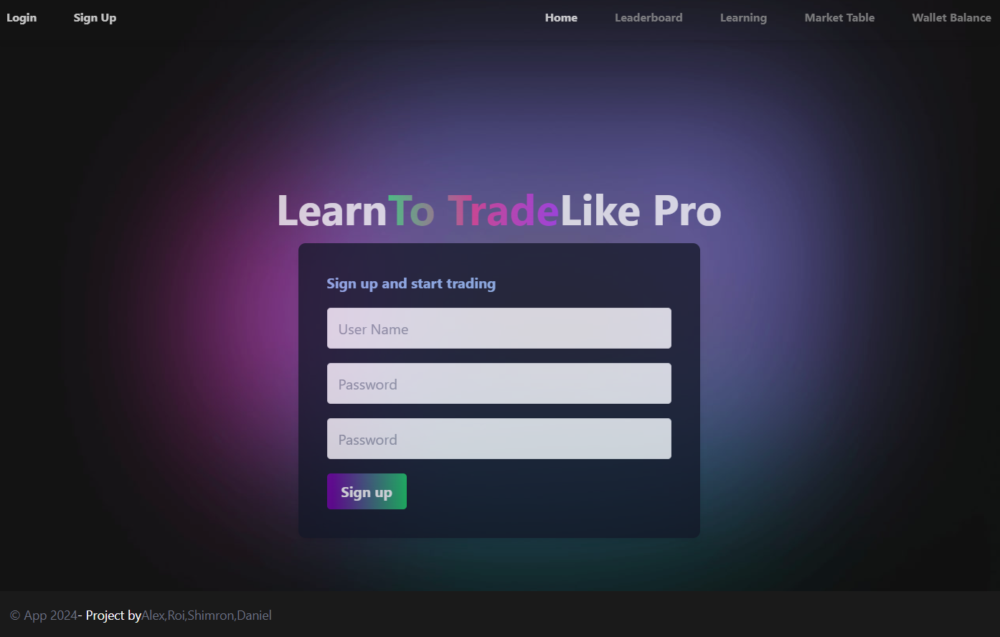 Login Sign Up Home Leaderboard Learning Market Table Wallet Balance
LearnTo TradeLike Pro
Sign up and start trading
User Name
Password
Password
Sign up
© App 2024- Project byAlex,Roi,Shimron,Daniel